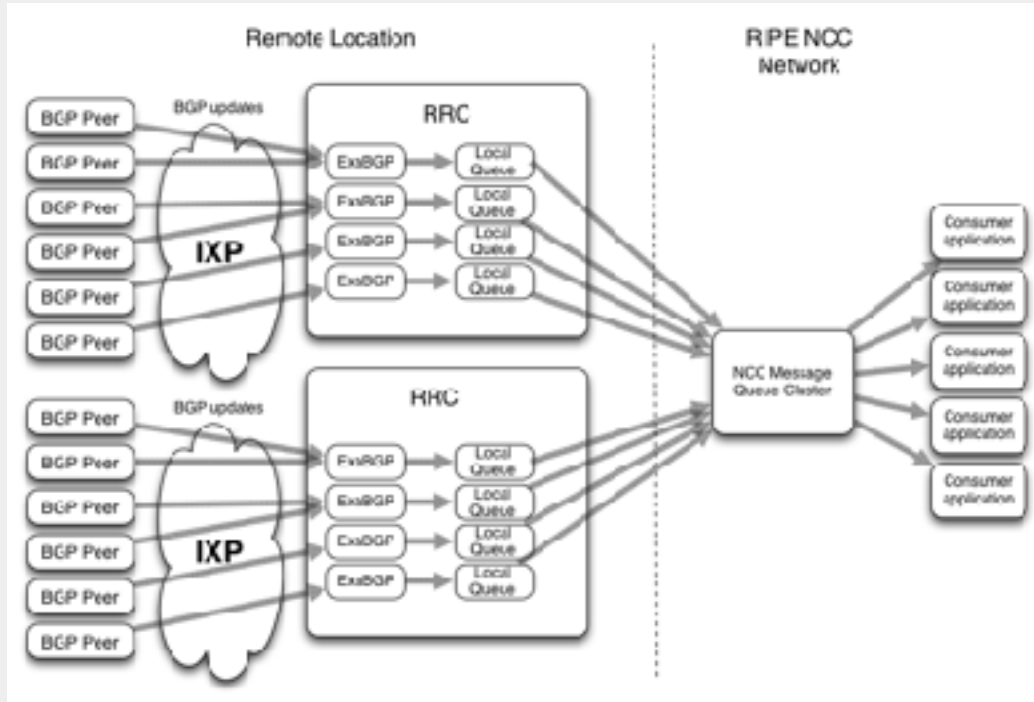 Remote Location
RIPE NCC
Network
BGP updates
BGP Peer
BGP Peer
BGP Peer
BGP Peer
BGP Peer
BGP Peer
IXP
RRC
ExaBGP
Local
Queue
ExaBGP
Local
Queue
ExaBGP
Local
Queue
ExaBGP
Local
Queue
BGP updates
BGP Peer
BGP Peer
BGP Peer
BGP Peer
BGP Peer
BGP Peer
IXP
RRC
ExaBGP
Local
Queue
ExaBGP
Local
Queue
ExaBGP
Local
Queue
ExaBGP
Local
Queue
NCC Message
Queue Cluster
Consumer
application
Consumer
application
Consumer
application
Consumer
application
Consumer
application